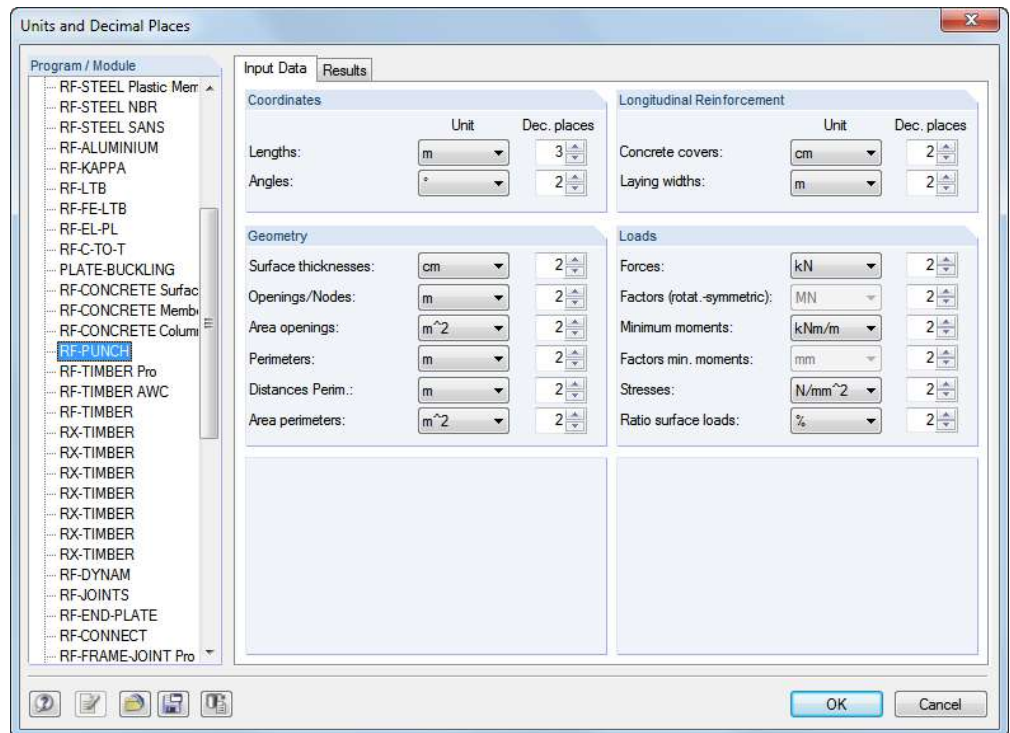 Units and Decimal Places
Program / Module
RF-STEEL Plastic Mem
RF-STEEL NBR
RF-STEEL SANS
RF-ALUMINIUM
RF-KAPPA
RF-LTB
RF-FE-LTB
RF-EL-PL
RF-C-TO-T
PLATE-BUCKLING
RF-CONCRETE Surfac
RF-CONCRETE Membe
RF-CONCRETE Colum
RF-PUNCH
RF-TIMBER Pro
RF-TIMBER AWC
RF-TIMBER
RX-TIMBER
RX-TIMBER
RX-TIMBER
RX-TIMBER
RX-TIMBER
RX-TIMBER
RX-TIMBER
RF-DYNAM
RF-JOINTS
RF-END-PLATE
RF-CONNECT
RF-FRAME-JOINT Pro
Input Data Results
Coordinates
Unit Dec. places
Lengths: m 3
Angles: ° 2
Longitudinal Reinforcement
Unit Dec. places
Concrete covers: cm 2
Laying widths: m 2
Geometry
Surface thicknesses: cm 2
Openings/Nodes: m 2
Area openings: m^2 2
Perimeters: m 2
Distances Perim.: m 2
Area perimeters: m^2 2
Loads
Forces: kN 2
Factors (rotat.-symmetric): MN 2
Minimum moments: kNm/m 2
Factors min. moments: mm 2
Stresses: N/mm^2 2
Ratio surface loads: % 2
OK Cancel